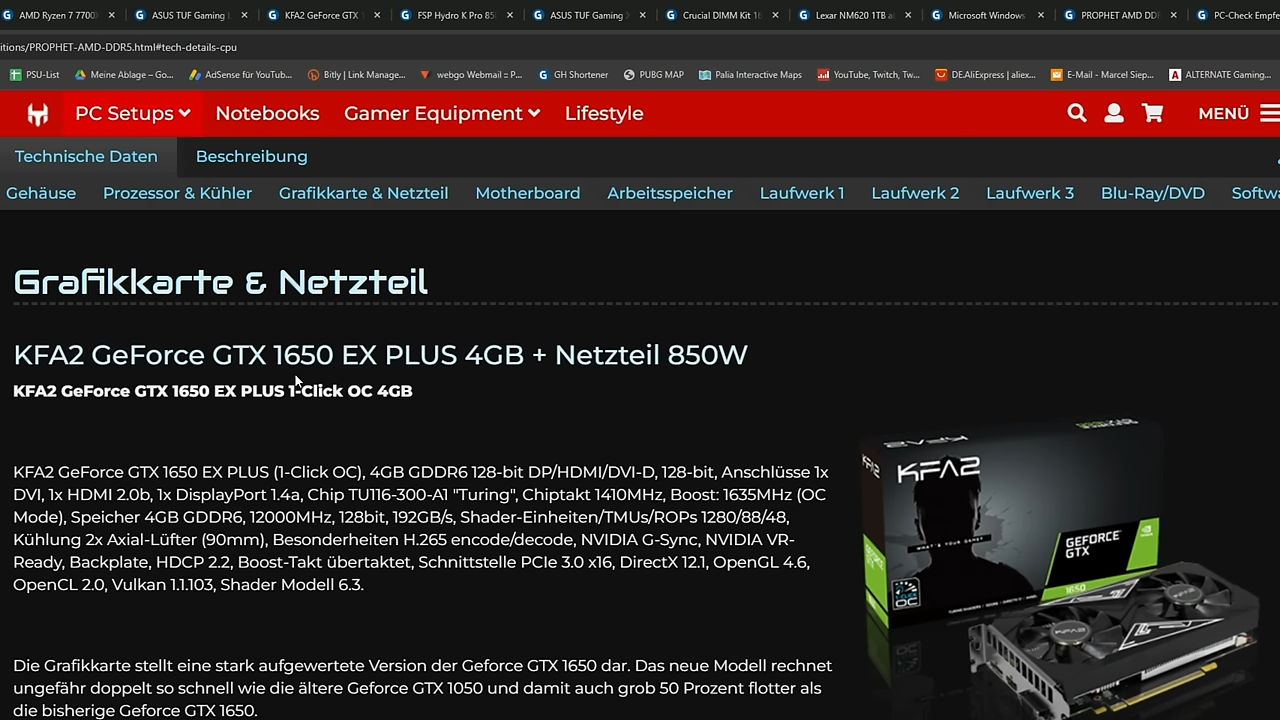 AMD Ryzen 7 7700X
ASUS TUF Gaming
KFA2 GeForce GTX 1
FSP Hydro K Pro 85
ASUS TUF Gaming
Crucial DIMM Kit 16
Lexar NM620 1TB a
Microsoft Windows
PROPHET AMD DD
PC-Check Empfe
itions/PROPHET-AMD-DDR5.html#tech-details-cpu
PSU-List
Meine Ablage – Go...
AdSense für YouTub...
Bitly | Link Manage...
webgo Webmail :: P...
GH Shortener
PUBG MAP
Palia Interactive Maps
YouTube, Twitch, Tw...
DE.AliExpress | aliex...
E-Mail - Marcel Siep...
ALTERNATE Gaming...
PC Setups
Notebooks
Gamer Equipment
Lifestyle
MENÜ
Technische Daten
Beschreibung
Gehäuse
Prozessor & Kühler
Grafikkarte & Netzteil
Motherboard
Arbeitsspeicher
Laufwerk 1
Laufwerk 2
Laufwerk 3
Blu-Ray/DVD
Softwa
Grafikkarte & Netzteil
KFA2 GeForce GTX 1650 EX PLUS 4GB + Netzteil 850W
KFA2 GeForce GTX 1650 EX PLUS 1-Click OC 4GB
KFA2 GeForce GTX 1650 EX PLUS (1-Click OC), 4GB GDDR6 128-bit DP/HDMI/DVI-D, 128-bit, Anschlüsse 1x
DVI, 1x HDMI 2.0b, 1x DisplayPort 1.4a, Chip TU116-300-A1 "Turing", Chiptakt 1410MHz, Boost: 1635MHz (OC
Mode), Speicher 4GB GDDR6, 12000MHz, 128bit, 192GB/s, Shader-Einheiten/TMUs/ROPs 1280/88/48,
Kühlung 2x Axial-Lüfter (90mm), Besonderheiten H.265 encode/decode, NVIDIA G-Sync, NVIDIA VR-
Ready, Backplate, HDCP 2.2, Boost-Takt übertaktet, Schnittstelle PCIe 3.0 x16, DirectX 12.1, OpenGL 4.6,
OpenCL 2.0, Vulkan 1.1.103, Shader Modell 6.3.
Die Grafikkarte stellt eine stark aufgewertete Version der Geforce GTX 1650 dar. Das neue Modell rechnet
ungefähr doppelt so schnell wie die ältere Geforce GTX 1050 und damit auch grob 50 Prozent flotter als
die bisherige Geforce GTX 1650.
KFA2
KFA2
KFA2
WHAT'S YOUR GAME?
GEFORCE
GTX
1650
1-CLICK
OC
KFA2